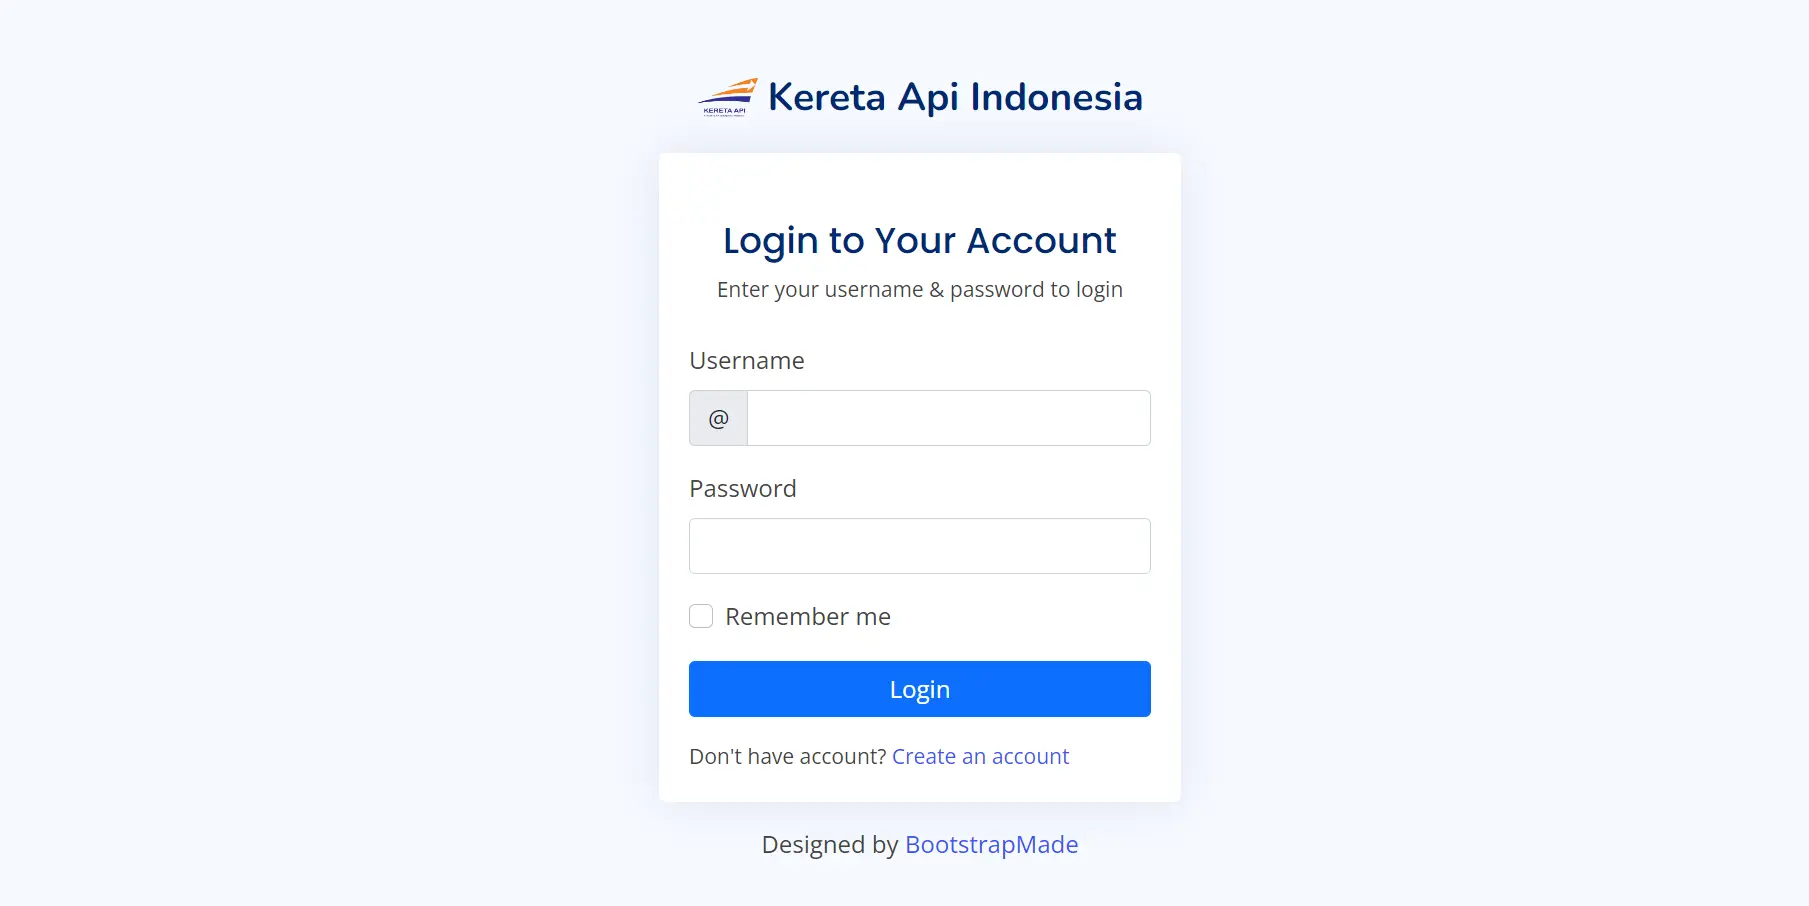 KERETA API
Kereta Api Indonesia
Login to Your Account
Enter your username & password to login
Username
@
Password
Remember me
Login
Don't have account? Create an account
Designed by BootstrapMade